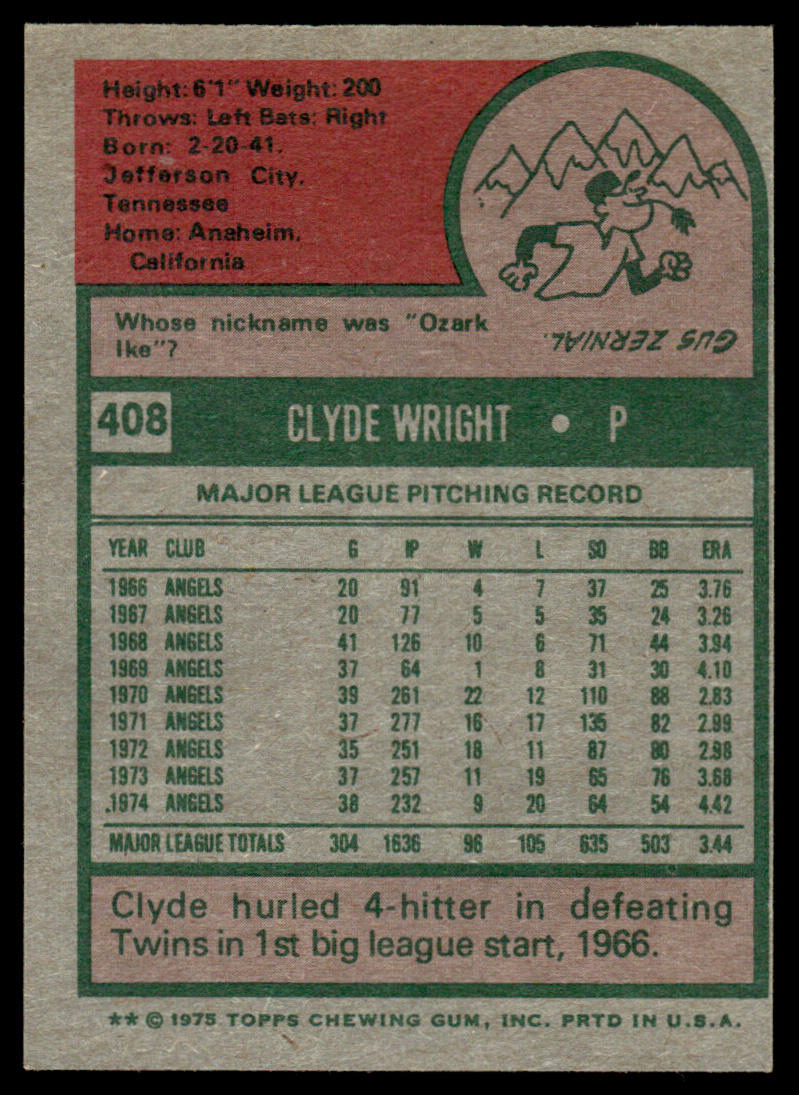 Height: 6'1" Weight: 200
Throws: Left Bats: Right
Born: 2-20-41.
Jefferson City,
Tennessee
Home: Anaheim,
California
Whose nickname was "Ozark
Ike"?
GUS ZERNIAL.
408 CLYDE WRIGHT • P
MAJOR LEAGUE PITCHING RECORD
YEAR CLUB G IP W L SO BB ERA
1966 ANGELS 20 91 4 7 37 25 3.76
1967 ANGELS 20 77 5 5 35 24 3.26
1968 ANGELS 41 126 10 6 71 44 3.94
1969 ANGELS 37 64 1 8 31 30 4.10
1970 ANGELS 39 261 22 12 110 88 2.83
1971 ANGELS 37 277 16 17 135 82 2.99
1972 ANGELS 35 251 18 11 87 80 2.98
1973 ANGELS 37 257 11 19 65 76 3.68
1974 ANGELS 38 232 9 20 64 54 4.42
MAJOR LEAGUE TOTALS 304 1636 96 105 635 503 3.44
Clyde hurled 4-hitter in defeating
Twins in 1st big league start, 1966.
** © 1975 TOPPS CHEWING GUM, INC. PRTD IN U.S.A.